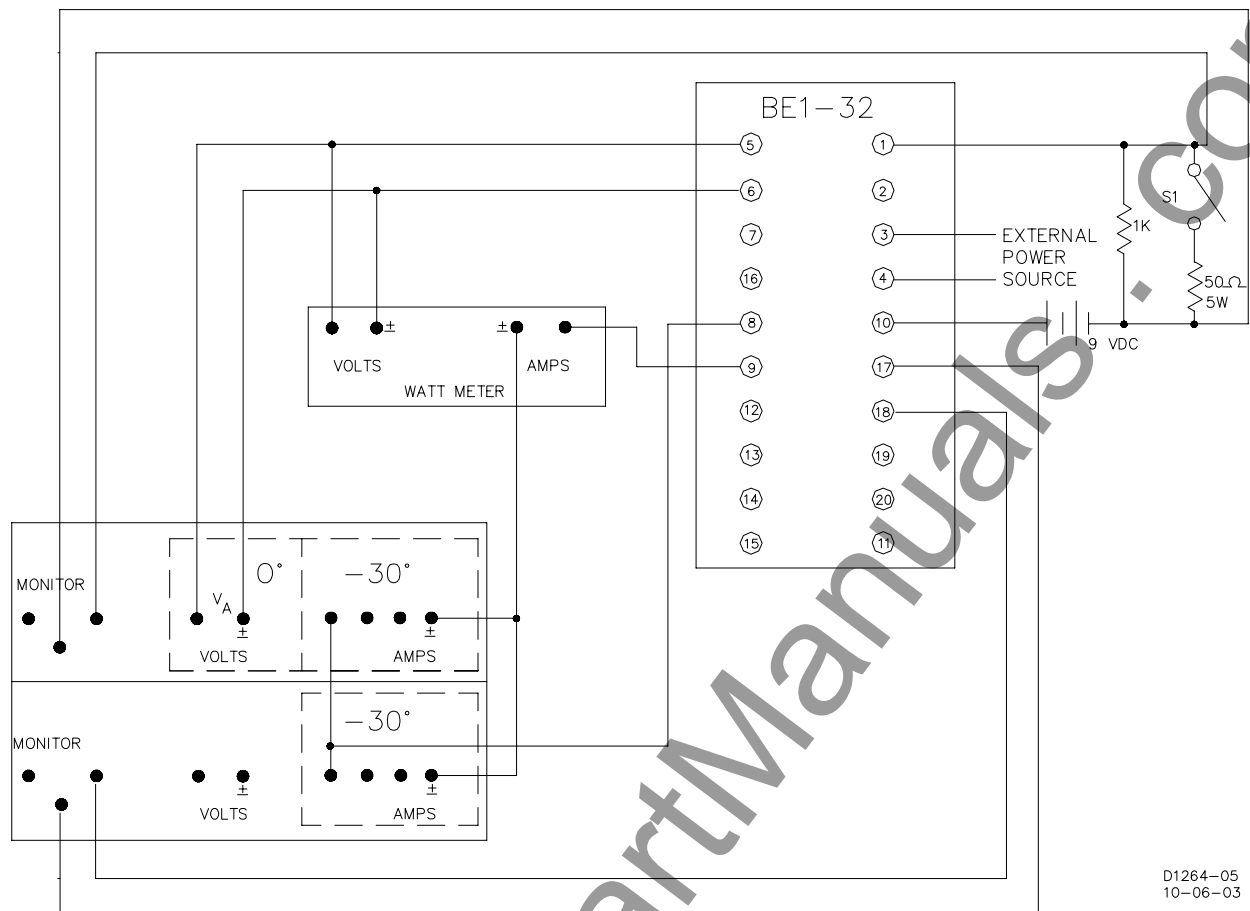 BE1-32
5 1
6 2
7 3
16 4
8 10
9 17
12 18
13 19
14 20
15 11
EXTERNAL
POWER
SOURCE
1K
S1
50Ω
5W
9 VDC
± ±
VOLTS AMPS
WATT METER
MONITOR
0° -30°
VA
± ±
VOLTS AMPS
MONITOR
-30°
± ±
VOLTS AMPS
D1264-05
10-06-03
artManuals.co